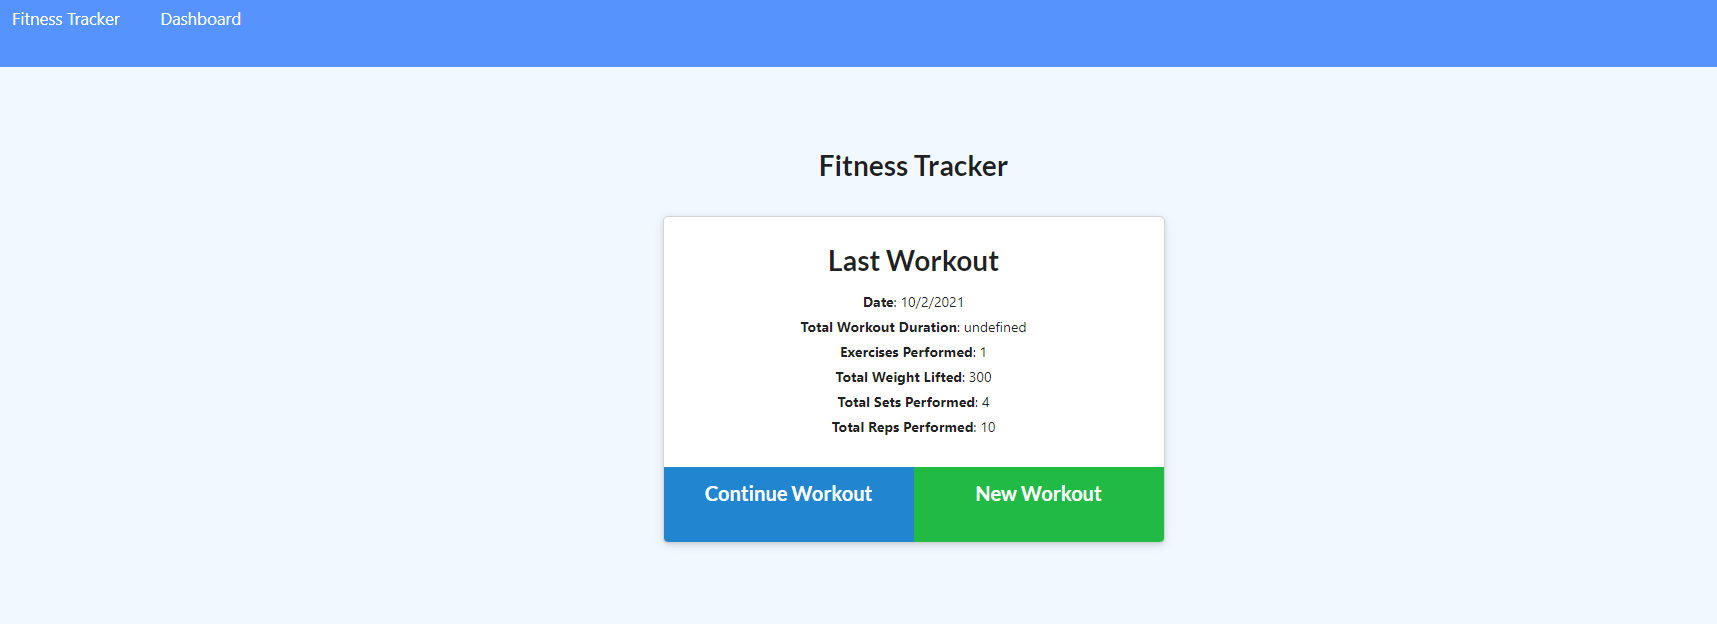 Fitness Tracker Dashboard
Fitness Tracker
Last Workout
Date: 10/2/2021
Total Workout Duration: undefined
Exercises Performed: 1
Total Weight Lifted: 300
Total Sets Performed: 4
Total Reps Performed: 10
Continue Workout New Workout